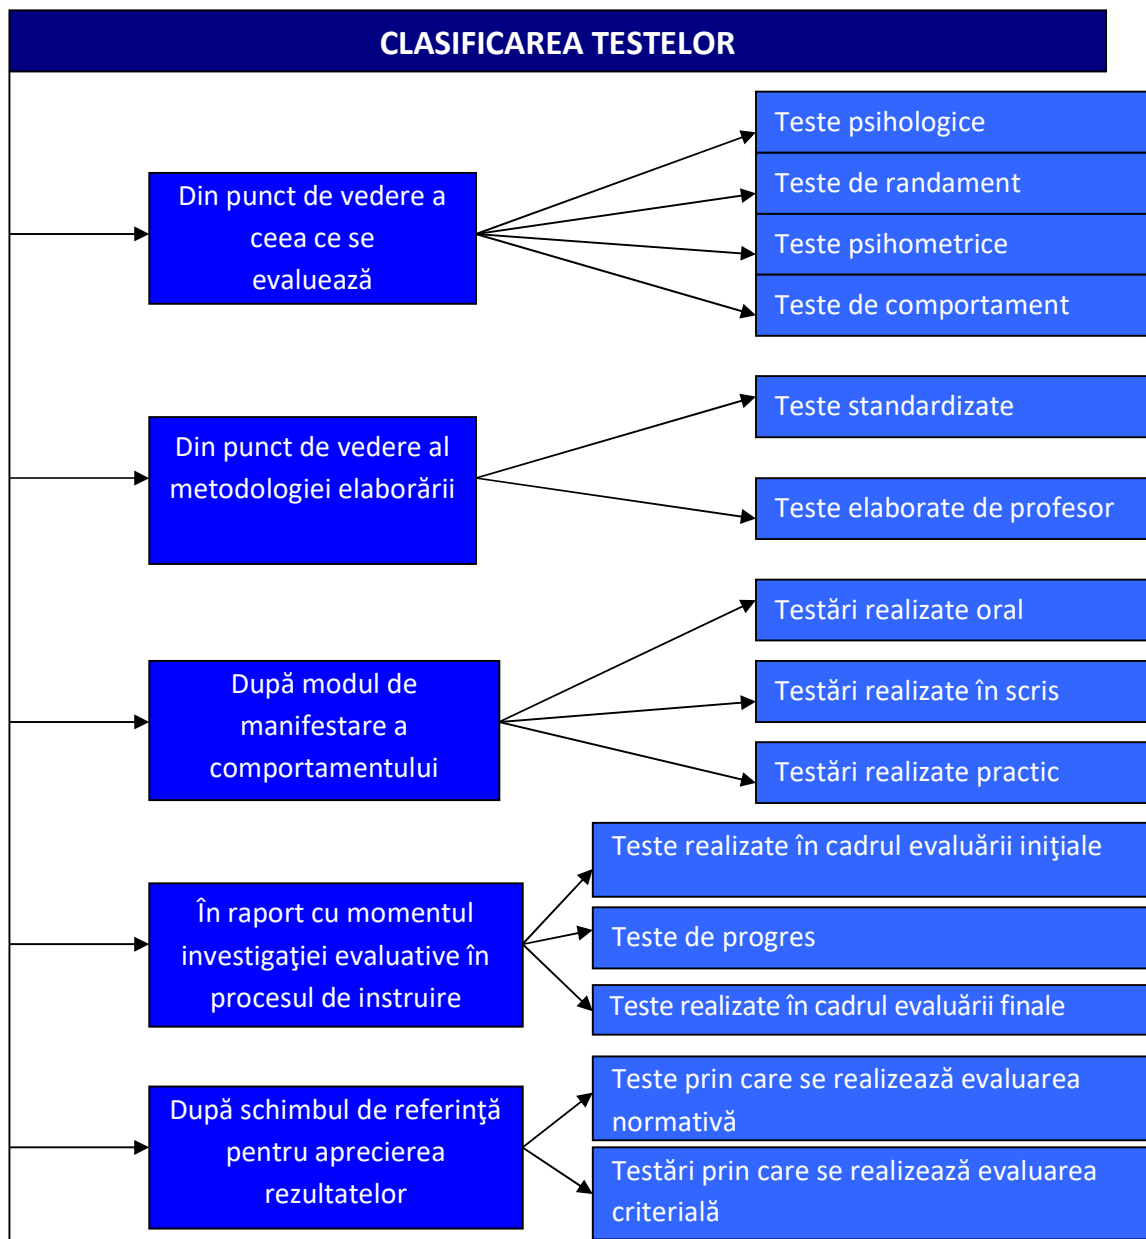 CLASIFICAREA TESTELOR
Din punct de vedere a
ceea ce se
evaluează
Teste psihologice
Teste de randament
Teste psihometrice
Teste de comportament
Din punct de vedere al
metodologiei elaborării
Teste standardizate
Teste elaborate de profesor
După modul de
manifestare a
comportamentului
Testări realizate oral
Testări realizate în scris
Testări realizate practic
În raport cu momentul
investigaţiei evaluative în
procesul de instruire
Teste realizate în cadrul evaluării iniţiale
Teste de progres
Teste realizate în cadrul evaluării finale
După schimbul de referinţă
pentru aprecierea
rezultatelor
Teste prin care se realizează evaluarea
normativă
Testări prin care se realizează evaluarea
criterială